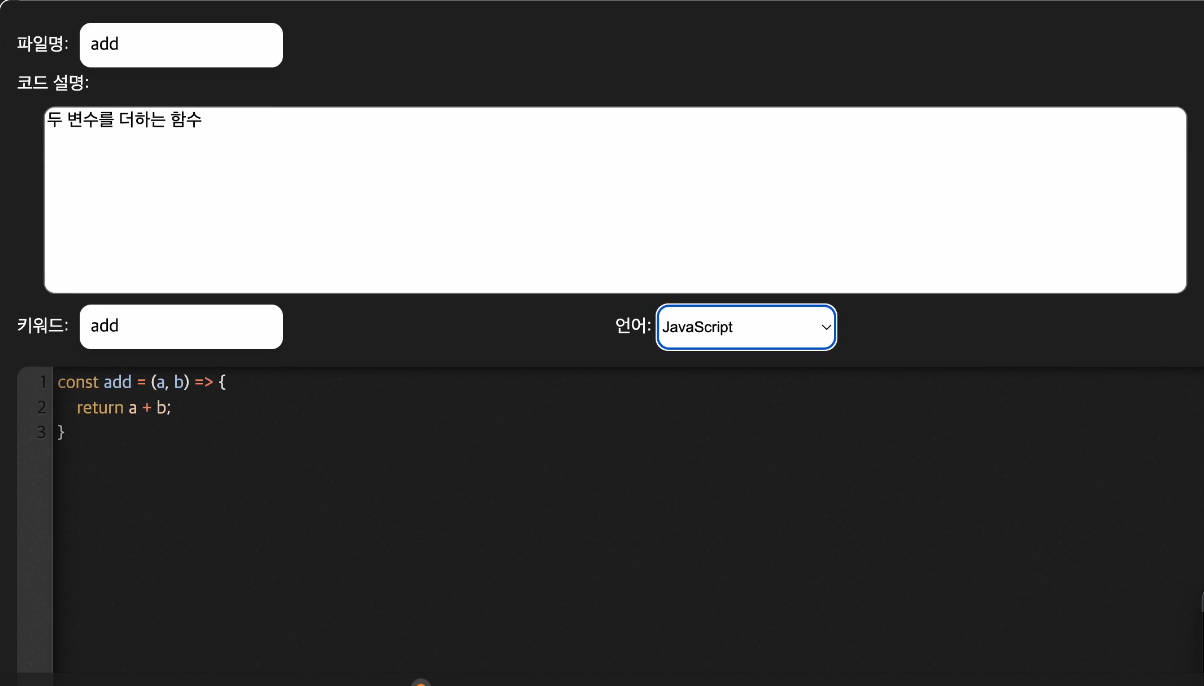 파일명: add
코드 설명:
두 변수를 더하는 함수
키워드: add 언어: JavaScript
1 const add = (a, b) => {
2 return a + b;
3 }